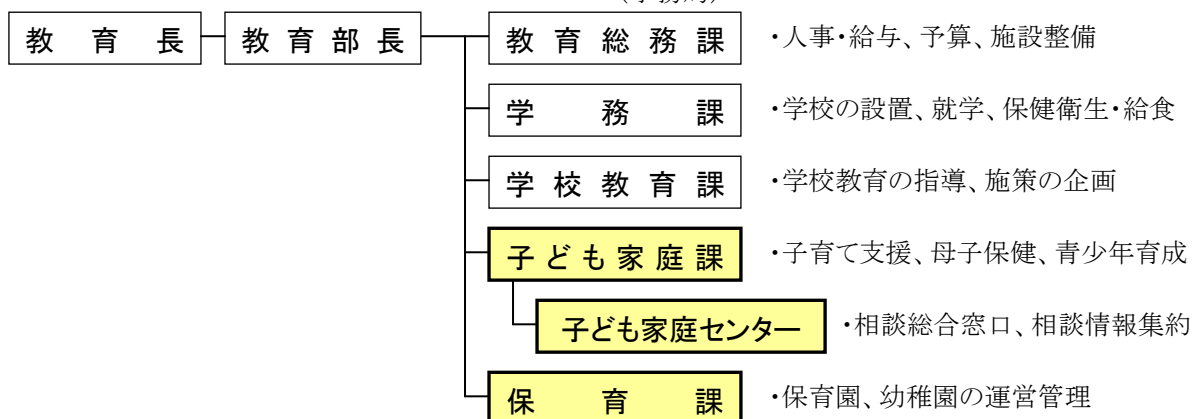 教育長 教育部長 教育総務課 ・人事・給与、予算、施設整備
学務課 ・学校の設置、就学、保健衛生・給食
学校教育課 ・学校教育の指導、施策の企画
子ども家庭課 ・子育て支援、母子保健、青少年育成
子ども家庭センター ・相談総合窓口、相談情報集約
保育課 ・保育園、幼稚園の運営管理